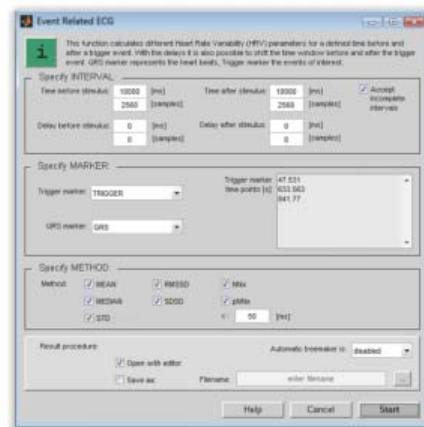 Event Related ECG
This function calculates different Heart Rate Variability (HRV) parameters for a defined time before and
after a trigger event. With the delays it is also possible to shift the time window before and after the trigger
event. QRS marker represents the heart beats, Trigger marker the events of interest.
Specify INTERVAL:
Time before stimulus: 10000 [ms] Time after stimulus: 10000 [ms] Accept incomplete intervals
2560 [samples] 2560 [samples]
Delay before stimulus: 0 [ms] Delay after stimulus: 0 [ms]
0 [samples] 0 [samples]
Specify MARKER:
Trigger marker: TRIGGER Trigger marker time points [s]: 47.531
633.563
841.77
QRS marker: QRS
Specify METHOD:
Method: MEAN RMSSD NNx
MEDIAN SDSD pNNx
STD x: 50 [ms]
Result procedure: Automatic treemaker is: disabled
Open with editor
Save as: Filename: enter filename ...
Help Cancel Start